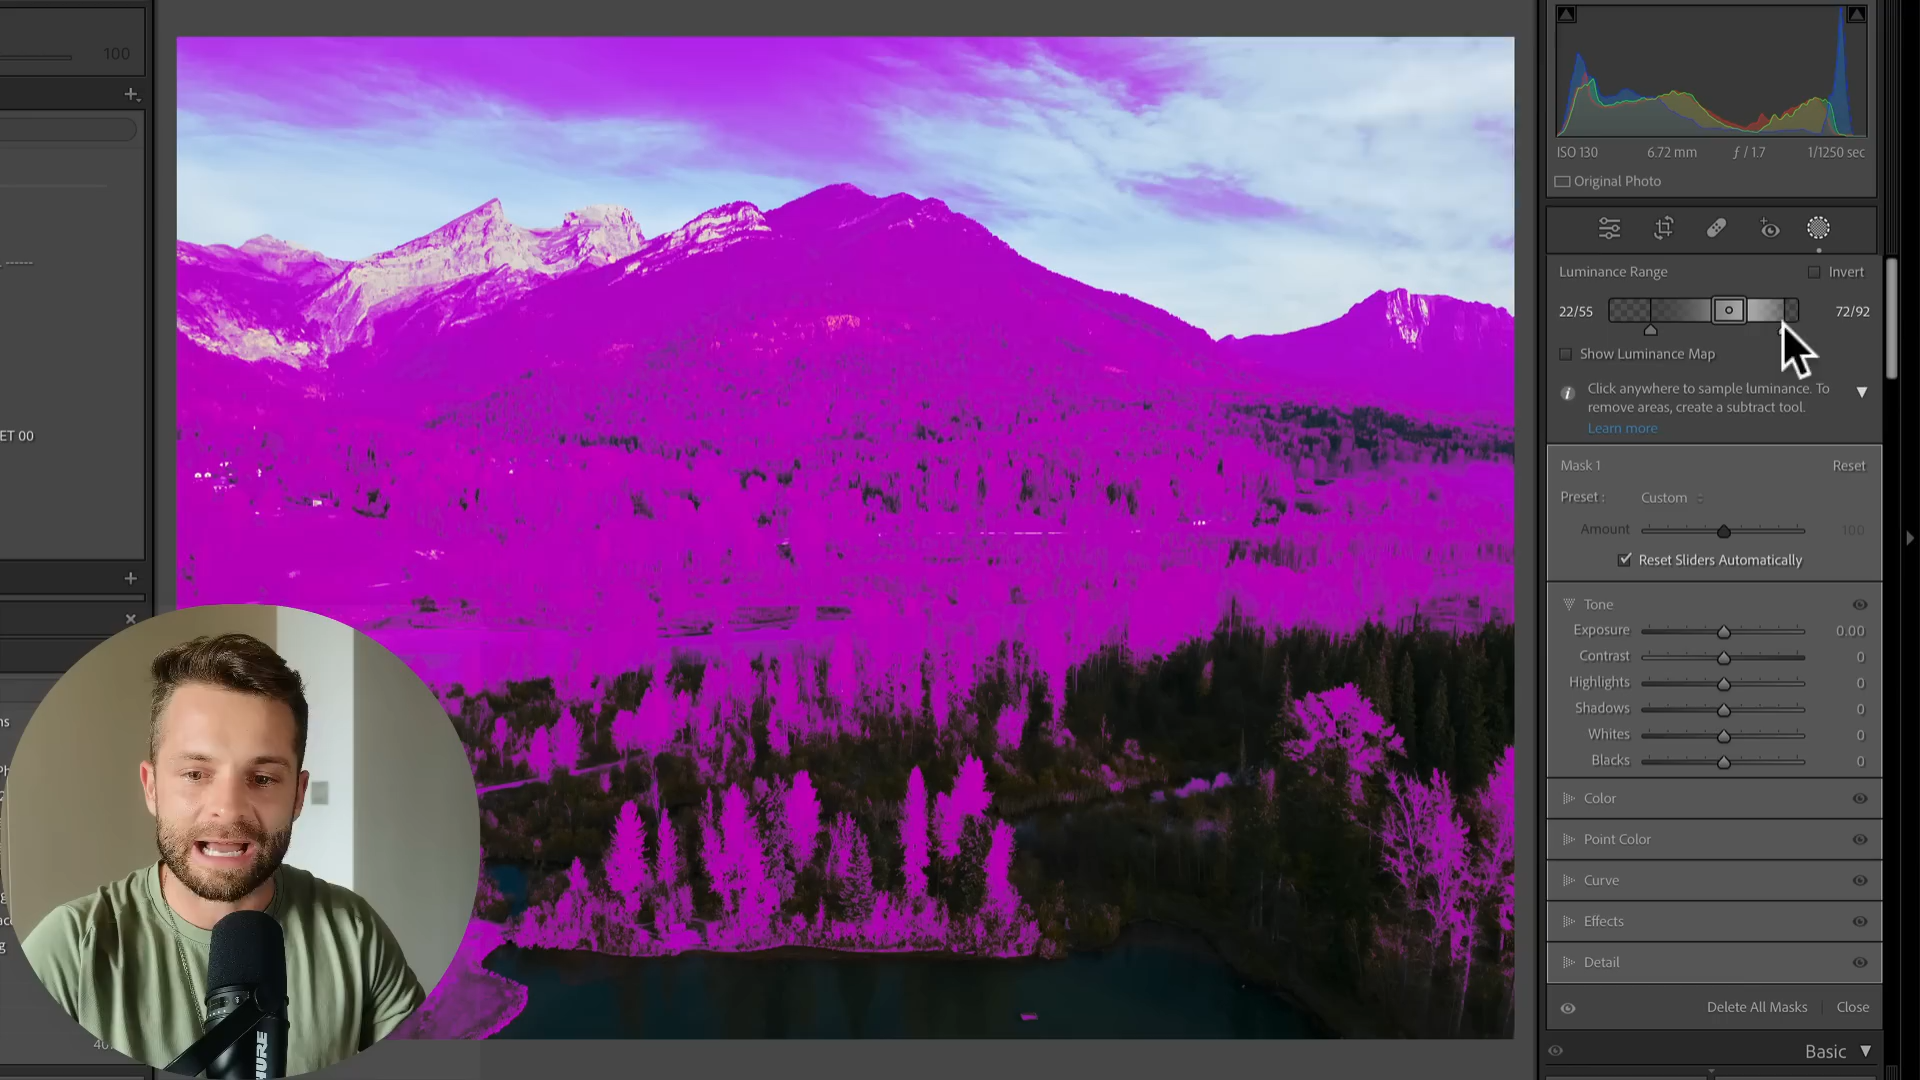 100
ISO 130 6.72 mm ƒ / 1.7 1/1250 sec
Original Photo
Luminance Range Invert
22/55 72/92
Show Luminance Map
Click anywhere to sample luminance. To
remove areas, create a subtract tool.
Learn more
ET 00
Mask 1 Reset
Preset : Custom
Amount 100
Reset Sliders Automatically
Tone
Exposure 0.00
Contrast 0
Highlights 0
Shadows 0
Whites 0
Blacks 0
Color
Point Color
Curve
Effects
Detail
Delete All Masks Close
Basic